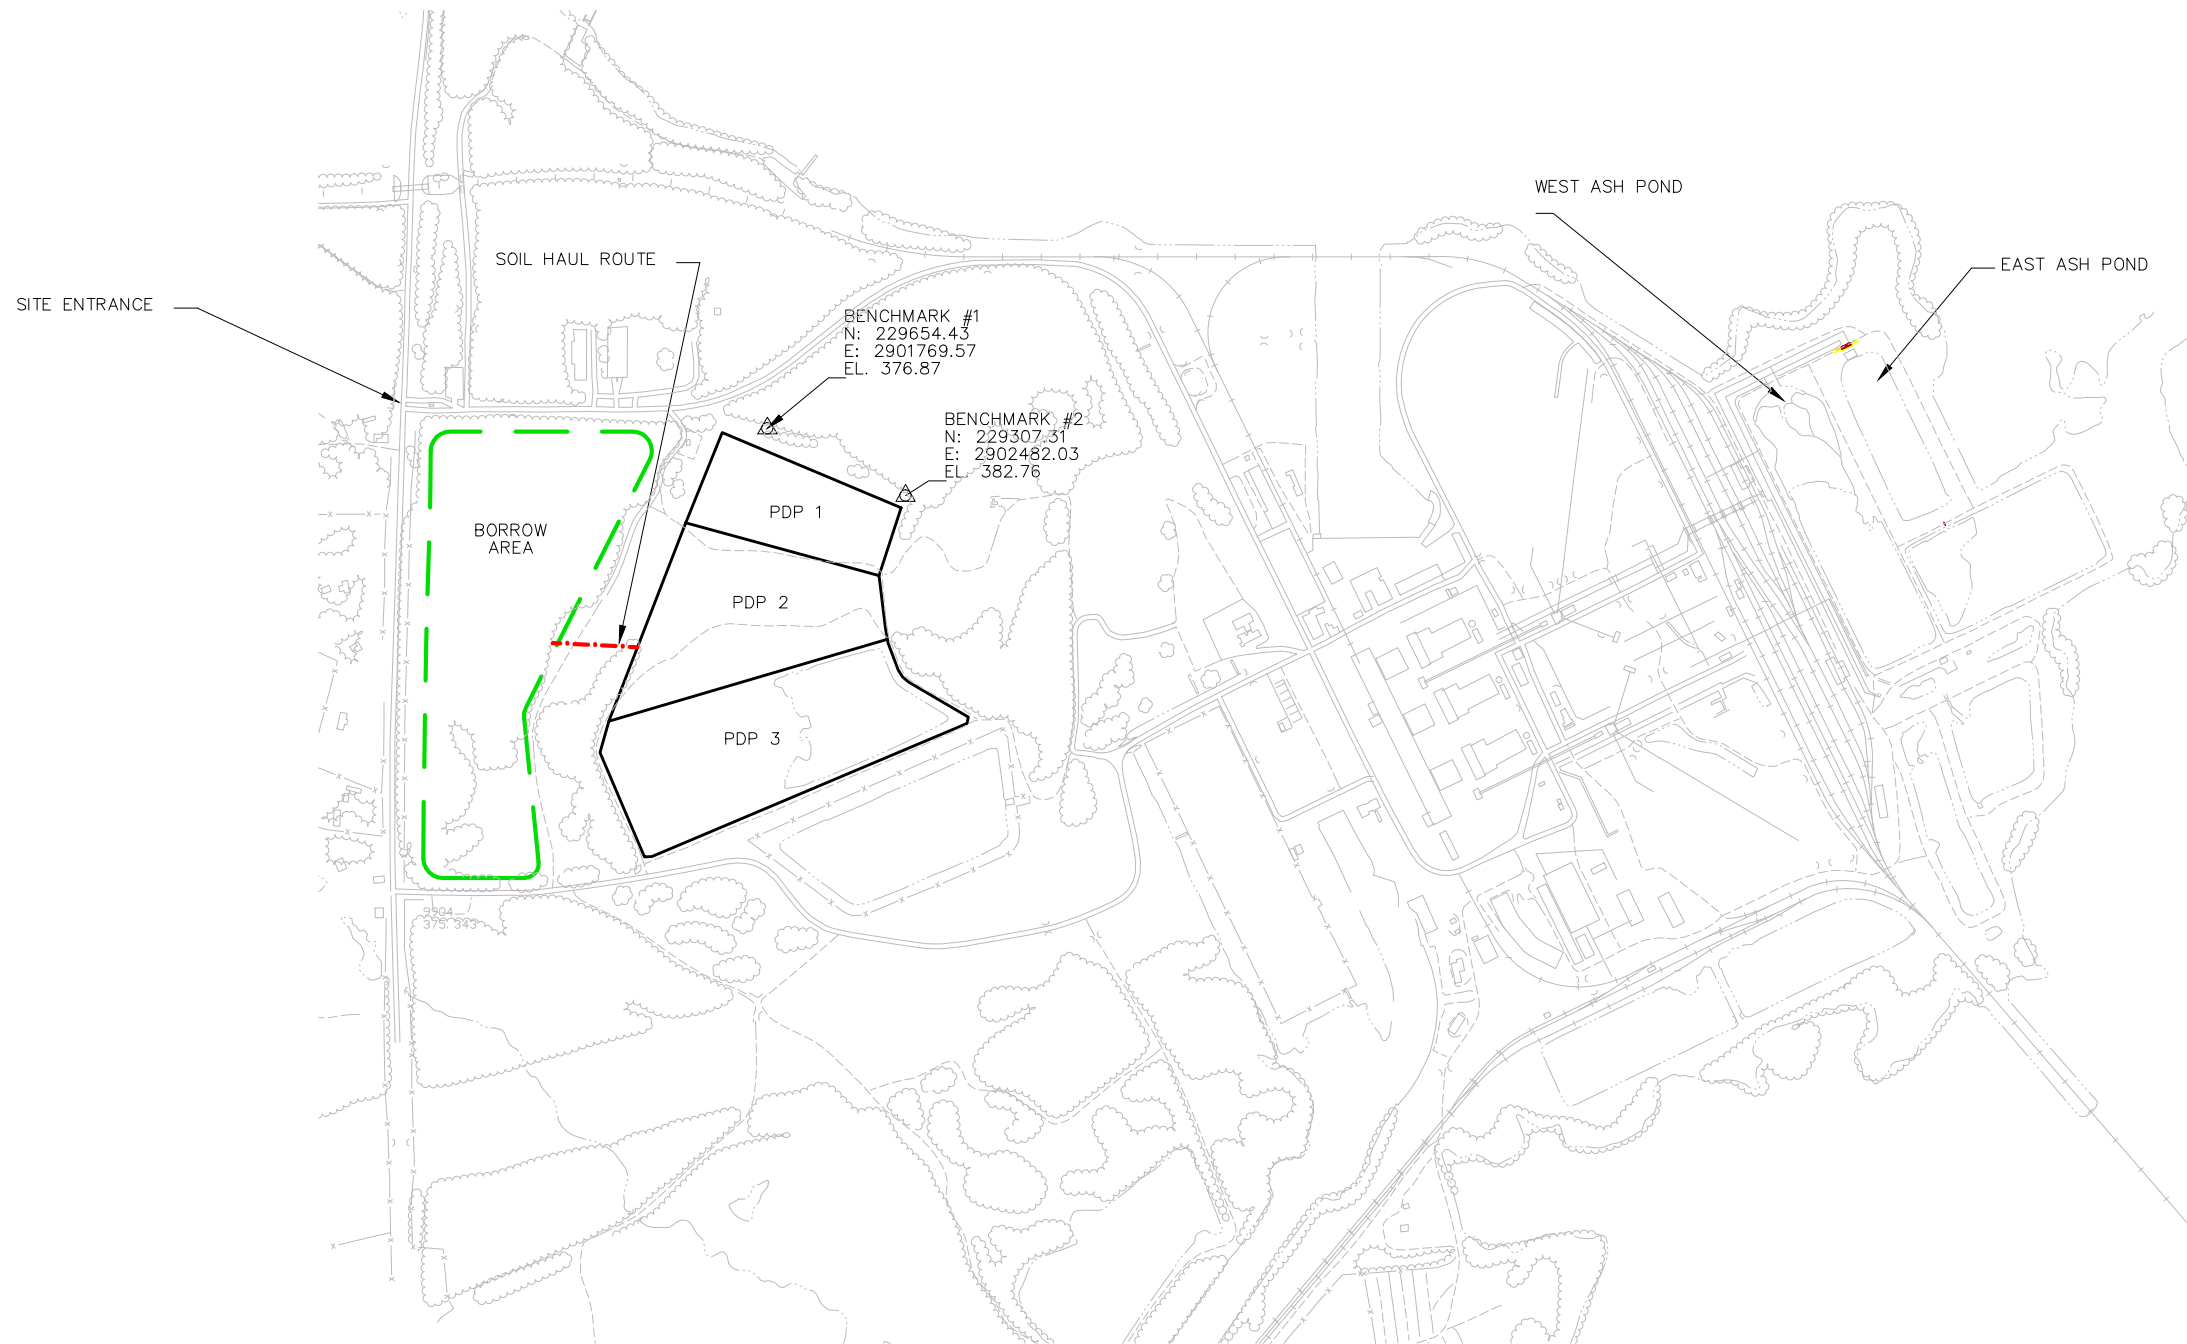 WEST ASH POND
SOIL HAUL ROUTE
EAST ASH POND
SITE ENTRANCE
BENCHMARK #1
N: 229654.43
E: 2901769.57
EL. 376.87
BENCHMARK #2
N: 229307.31
E: 2902482.03
EL. 382.76
PDP 1
BORROW
AREA
PDP 2
PDP 3
9904
375.343